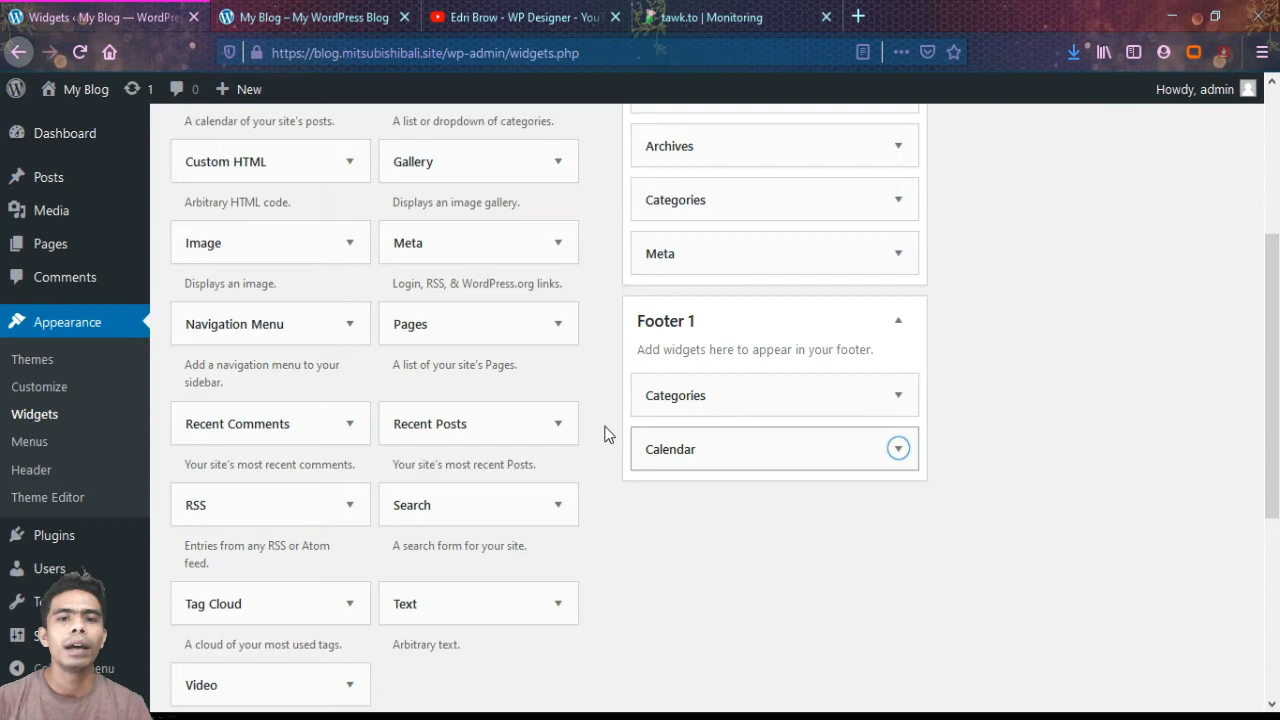 Widgets ‹ My Blog — WordPre
My Blog – My WordPress Blog
Edri Brow - WP Designer - You
tawk.to | Monitoring
https://blog.mitsubishibali.site/wp-admin/widgets.php
My Blog
1
0
New
Howdy, admin
Dashboard
Posts
Media
Pages
Comments
Appearance
Themes
Customize
Widgets
Menus
Header
Theme Editor
Plugins
Users
A calendar of your site's posts.
A list or dropdown of categories.
Custom HTML
Gallery
Arbitrary HTML code.
Displays an image gallery.
Image
Meta
Displays an image.
Login, RSS, & WordPress.org links.
Navigation Menu
Pages
Add a navigation menu to your
sidebar.
A list of your site's Pages.
Recent Comments
Recent Posts
Your site's most recent comments.
Your site's most recent Posts.
RSS
Search
Entries from any RSS or Atom
feed.
A search form for your site.
Tag Cloud
Text
A cloud of your most used tags.
Arbitrary text.
Video
Archives
Categories
Meta
Footer 1
Add widgets here to appear in your footer.
Categories
Calendar